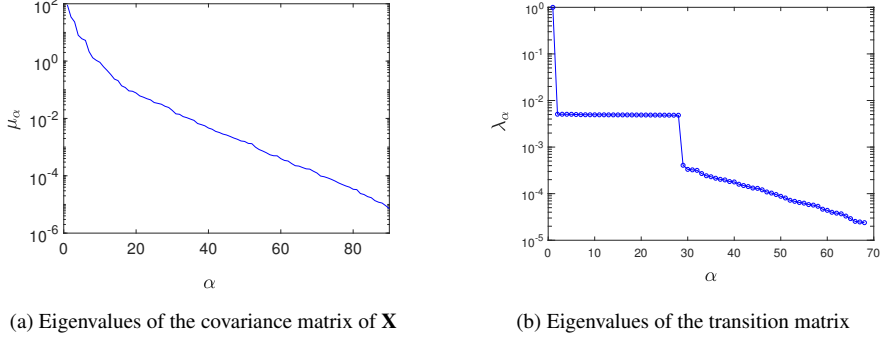 10^2
10^0
10^-2
10^-4
10^-6
μ_α
0 20 40 60 80
α
(a) Eigenvalues of the covariance matrix of X
10^0
10^-1
10^-2
10^-3
10^-4
10^-5
λ_α
0 10 20 30 40 50 60 70
α
(b) Eigenvalues of the transition matrix